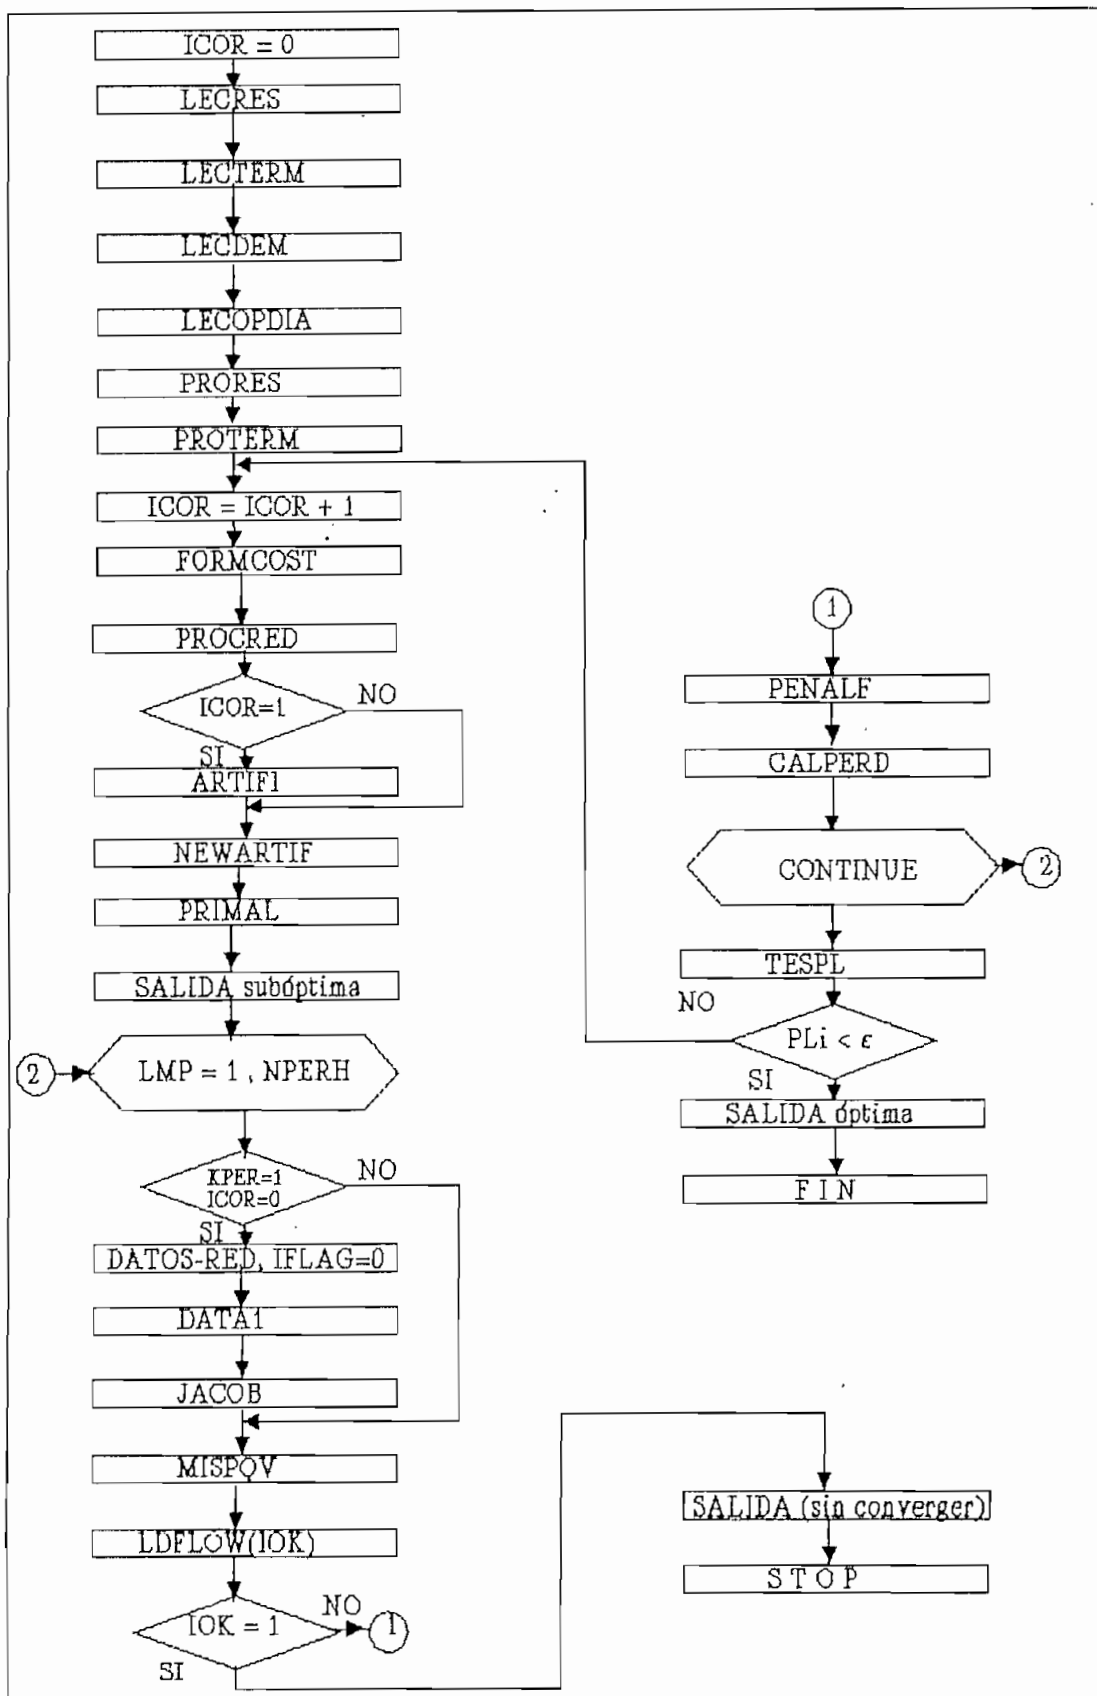 ICOR = 0
LECRES
LECTERM
LECDEM
LECOPDIA
PRORES
PROTERM
ICOR = ICOR + 1
FORMCOST
PROCRED
ICOR=1
NO
SI
ARTIF1
NEWARTIF
PRIMAL
SALIDA subóptima
2
LMP = 1 , NPERH
KPER=1
ICOR=0
NO
SI
DATOS-RED, IFLAG=0
DATA1
JACOB
MISPQV
LDFLOW(IOK)
IOK = 1
NO
1
SI
1
PENALF
CALPERD
CONTINUE
2
TESPL
NO
PLi < ε
SI
SALIDA óptima
F I N
SALIDA (sin converger)
S T O P